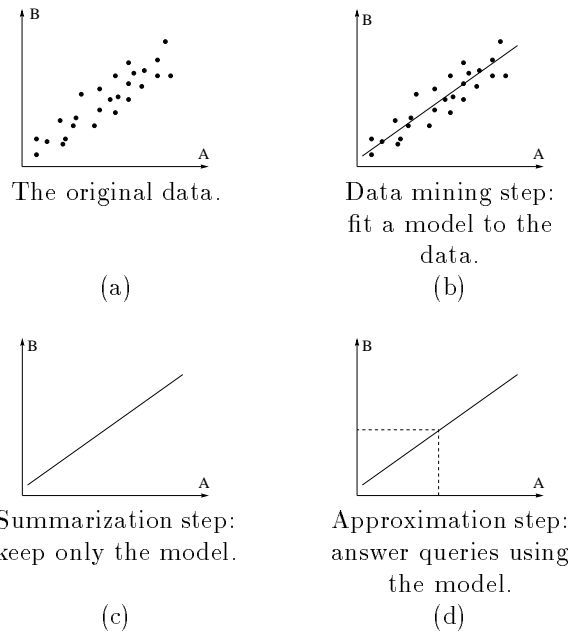 B
A
The original data.
(a)
B
A
Data mining step:
fit a model to the
data.
(b)
B
A
Summarization step:
keep only the model.
(c)
B
A
Approximation step:
answer queries using
the model.
(d)